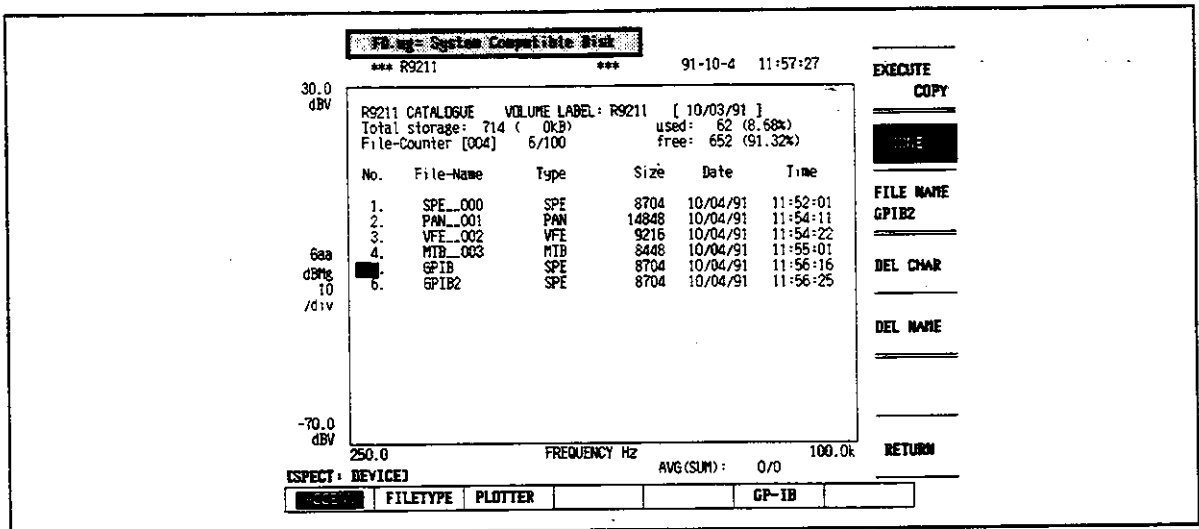 FD.mg= System Compatible Disk
*** R9211 *** 91-10-4 11:57:27
EXECUTE
COPY
30.0
dBV
R9211 CATALOGUE VOLUME LABEL: R9211 [ 10/03/91 ]
Total storage: 714 ( 0kB) used: 62 (8.68%)
File-Counter [004] 6/100 free: 652 (91.32%)
No. File-Name Type Size Date Time
1. SPE__000 SPE 8704 10/04/91 11:52:01
2. PAN__001 PAN 14848 10/04/91 11:54:11
3. VFE__002 VFE 9216 10/04/91 11:54:22
4. MTB__003 MTB 8448 10/04/91 11:55:01
. GPIB SPE 8704 10/04/91 11:56:16
6. GPIB2 SPE 8704 10/04/91 11:56:25
FILE NAME
GPIB2
DEL CHAR
DEL NAME
RETURN
6aa
dBMg
10
/div
-70.0
dBV
250.0 FREQUENCY Hz 100.0k
AVG(SUM): 0/0
[SPECT: DEVICE]
FILETYPE PLOTTER GP-IB